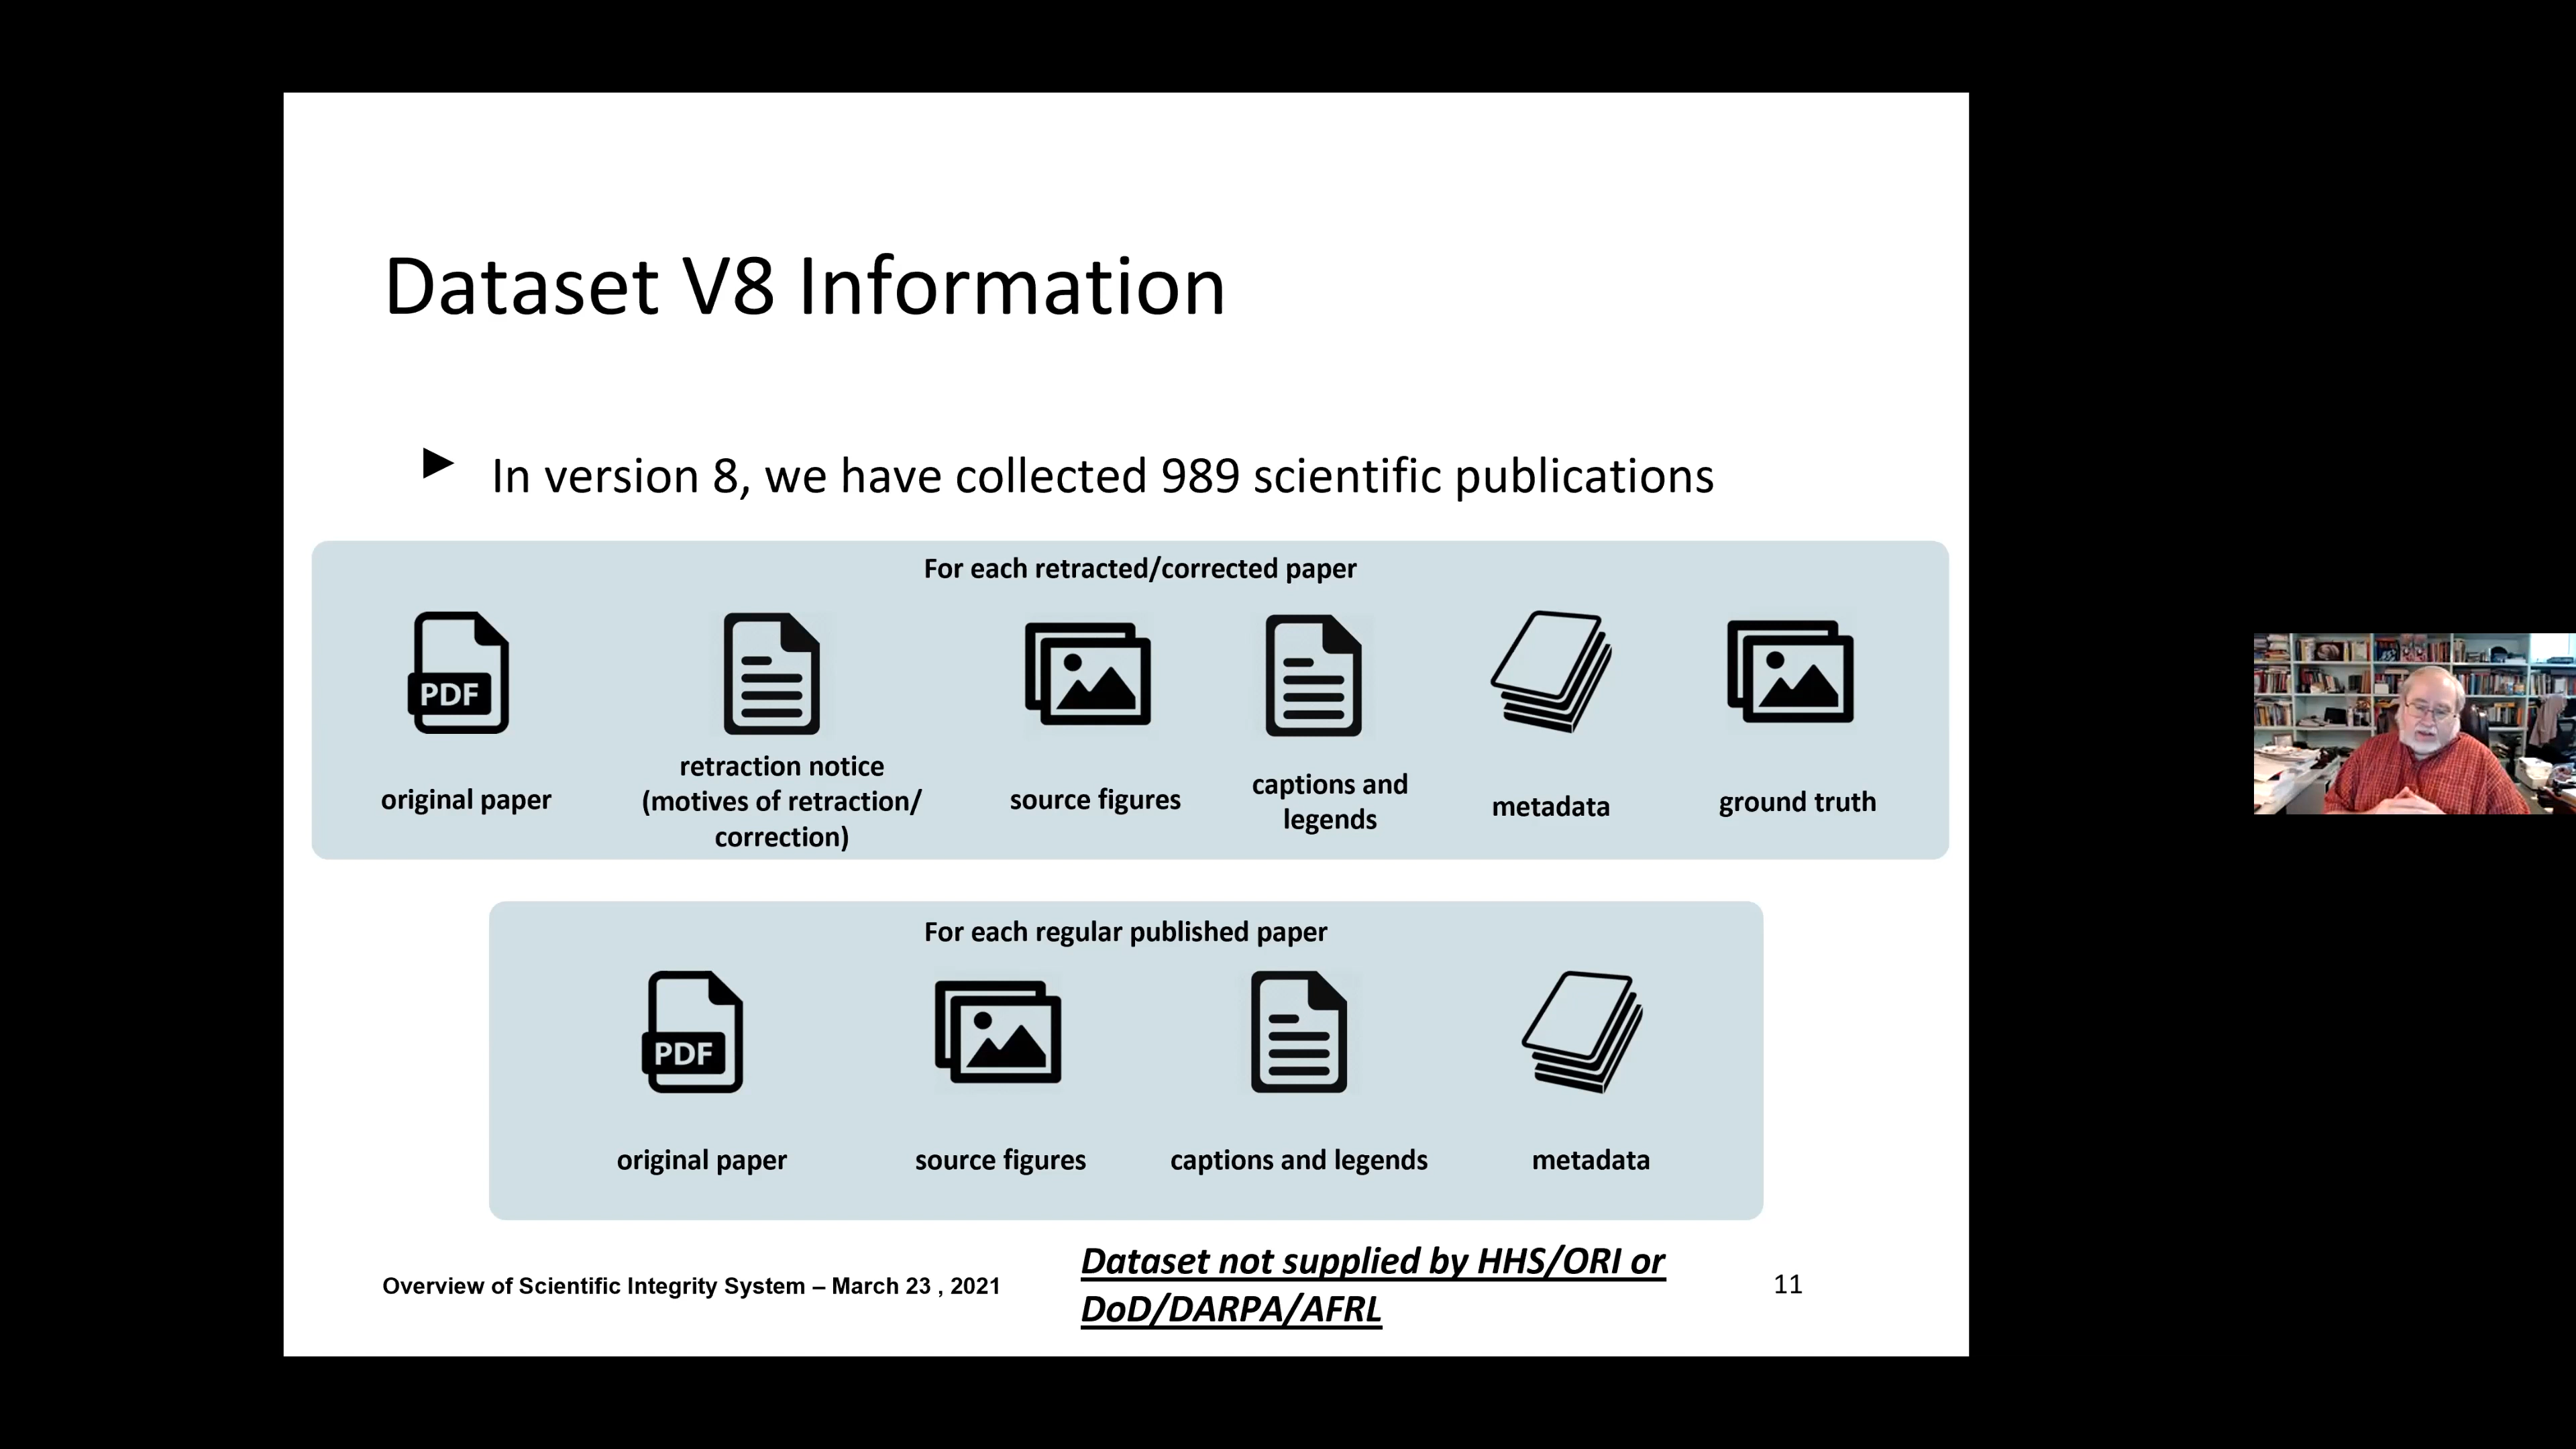 Dataset V8 Information
In version 8, we have collected 989 scientific publications
For each retracted/corrected paper
PDF
original paper
retraction notice
(motives of retraction/
correction)
source figures
captions and
legends
metadata
ground truth
For each regular published paper
PDF
original paper
source figures
captions and legends
metadata
Overview of Scientific Integrity System – March 23 , 2021
Dataset not supplied by HHS/ORI or
DoD/DARPA/AFRL
11